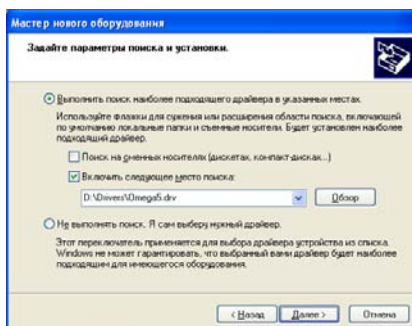 Мастер нового оборудования
Задайте параметры поиска и установки.
Выполнить поиск наиболее подходящего драйвера в указанных местах.
Используйте флажки для сужения или расширения области поиска, включающей
по умолчанию локальные папки и съемные носители. Будет установлен наиболее
подходящий драйвер.
Поиск на сменных носителях (дискетах, компакт-дисках...)
Включить следующее место поиска:
D:\Drivers\Omega5.drv
Обзор
Не выполнять поиск. Я сам выберу нужный драйвер.
Этот переключатель применяется для выбора драйвера устройства из списка.
Windows не может гарантировать, что выбранный вами драйвер будет наиболее
подходящим для имеющегося оборудования.
< Назад Далее > Отмена